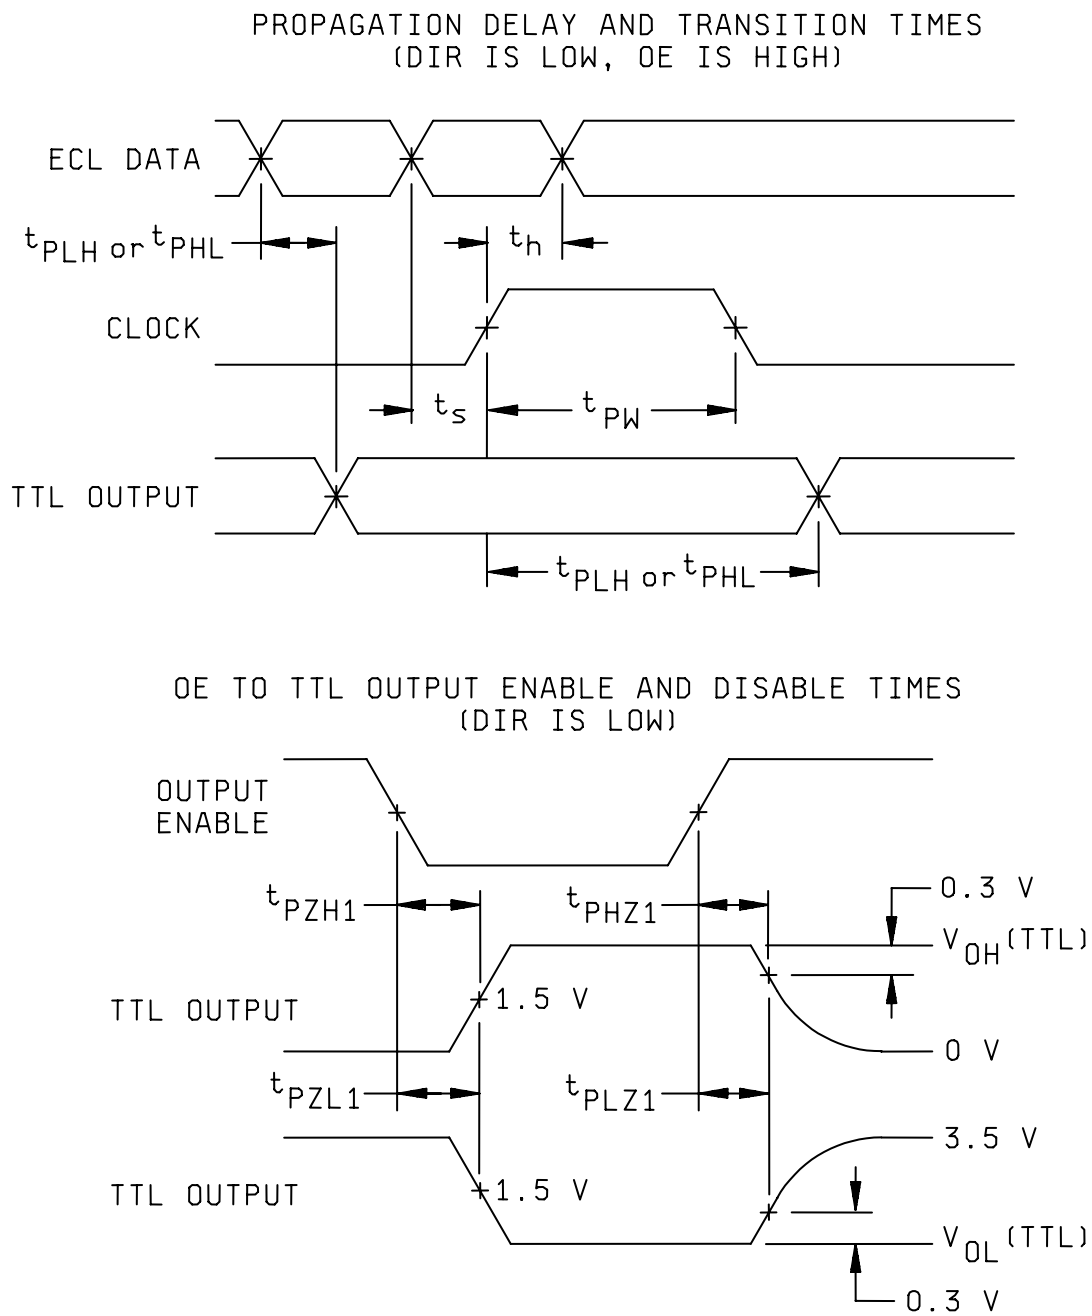 PROPAGATION DELAY AND TRANSITION TIMES
(DIR IS LOW, OE IS HIGH)
ECL DATA
tPLH or tPHL
th
CLOCK
ts
tPW
TTL OUTPUT
tPLH or tPHL
OE TO TTL OUTPUT ENABLE AND DISABLE TIMES
(DIR IS LOW)
OUTPUT
ENABLE
tPZH1
tPHZ1
0.3 V
VOH (TTL)
TTL OUTPUT
1.5 V
0 V
tPZL1
tPLZ1
3.5 V
TTL OUTPUT
1.5 V
VOL (TTL)
0.3 V